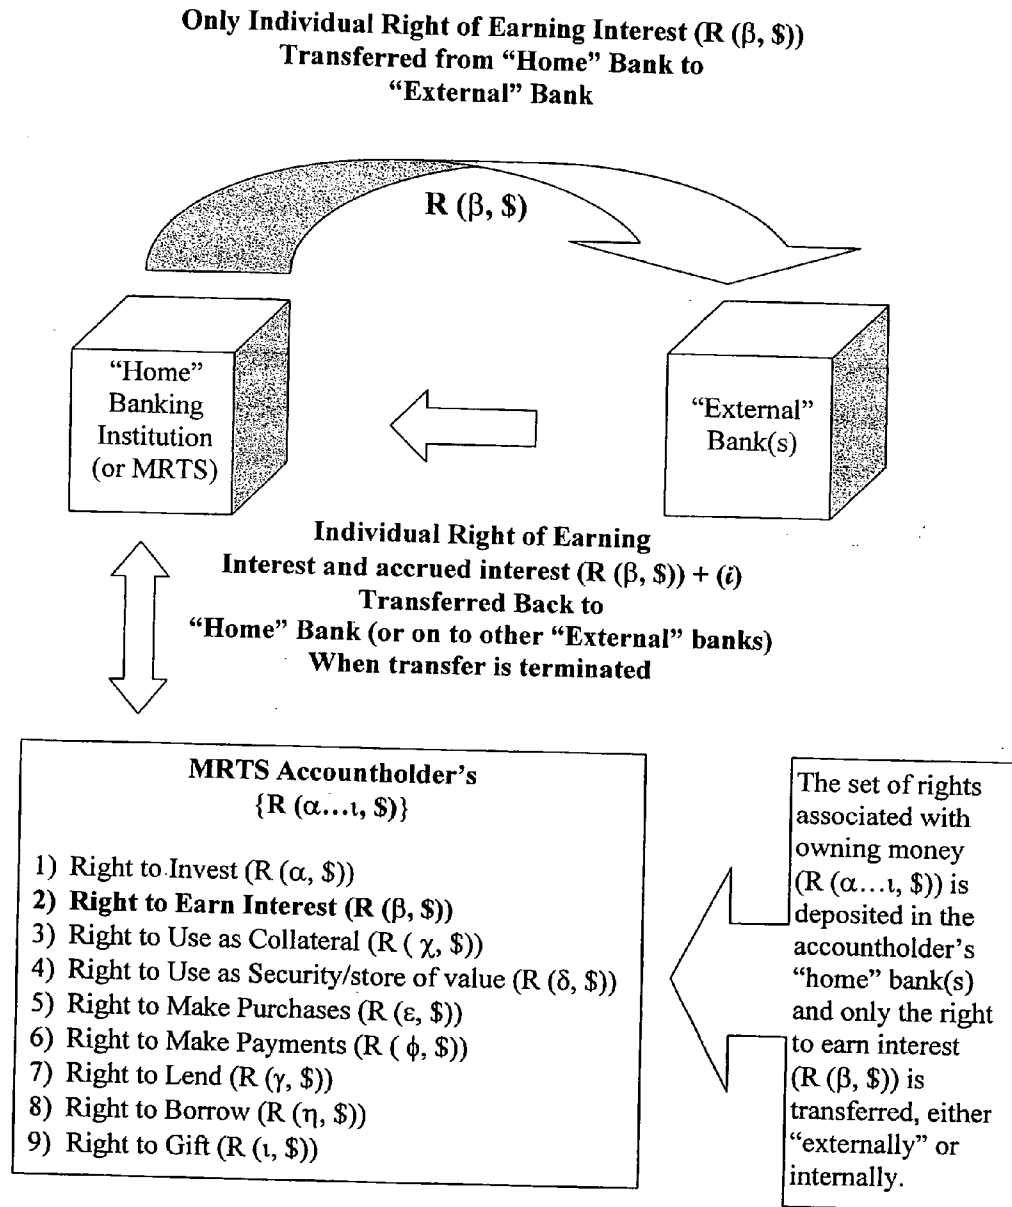 Only Individual Right of Earning Interest (R (β, $))
Transferred from “Home” Bank to
“External” Bank
R (β, $)
“Home”
Banking
Institution
(or MRTS)
“External”
Bank(s)
Individual Right of Earning
Interest and accrued interest (R (β, $)) + (i)
Transferred Back to
“Home” Bank (or on to other “External” banks)
When transfer is terminated
MRTS Accountholder’s
{R (α…ι, $)}
1) Right to Invest (R (α, $))
2) Right to Earn Interest (R (β, $))
3) Right to Use as Collateral (R ( χ, $))
4) Right to Use as Security/store of value (R (δ, $))
5) Right to Make Purchases (R (ε, $))
6) Right to Make Payments (R ( ϕ, $))
7) Right to Lend (R (γ, $))
8) Right to Borrow (R (η, $))
9) Right to Gift (R (ι, $))
The set of rights
associated with
owning money
(R (α…ι, $)) is
deposited in the
accountholder’s
“home” bank(s)
and only the right
to earn interest
(R (β, $)) is
transferred, either
“externally” or
internally.